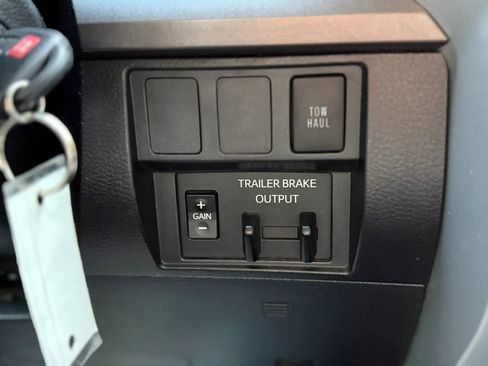 TOW
HAUL
TRAILER BRAKE
OUTPUT
+
GAIN
-